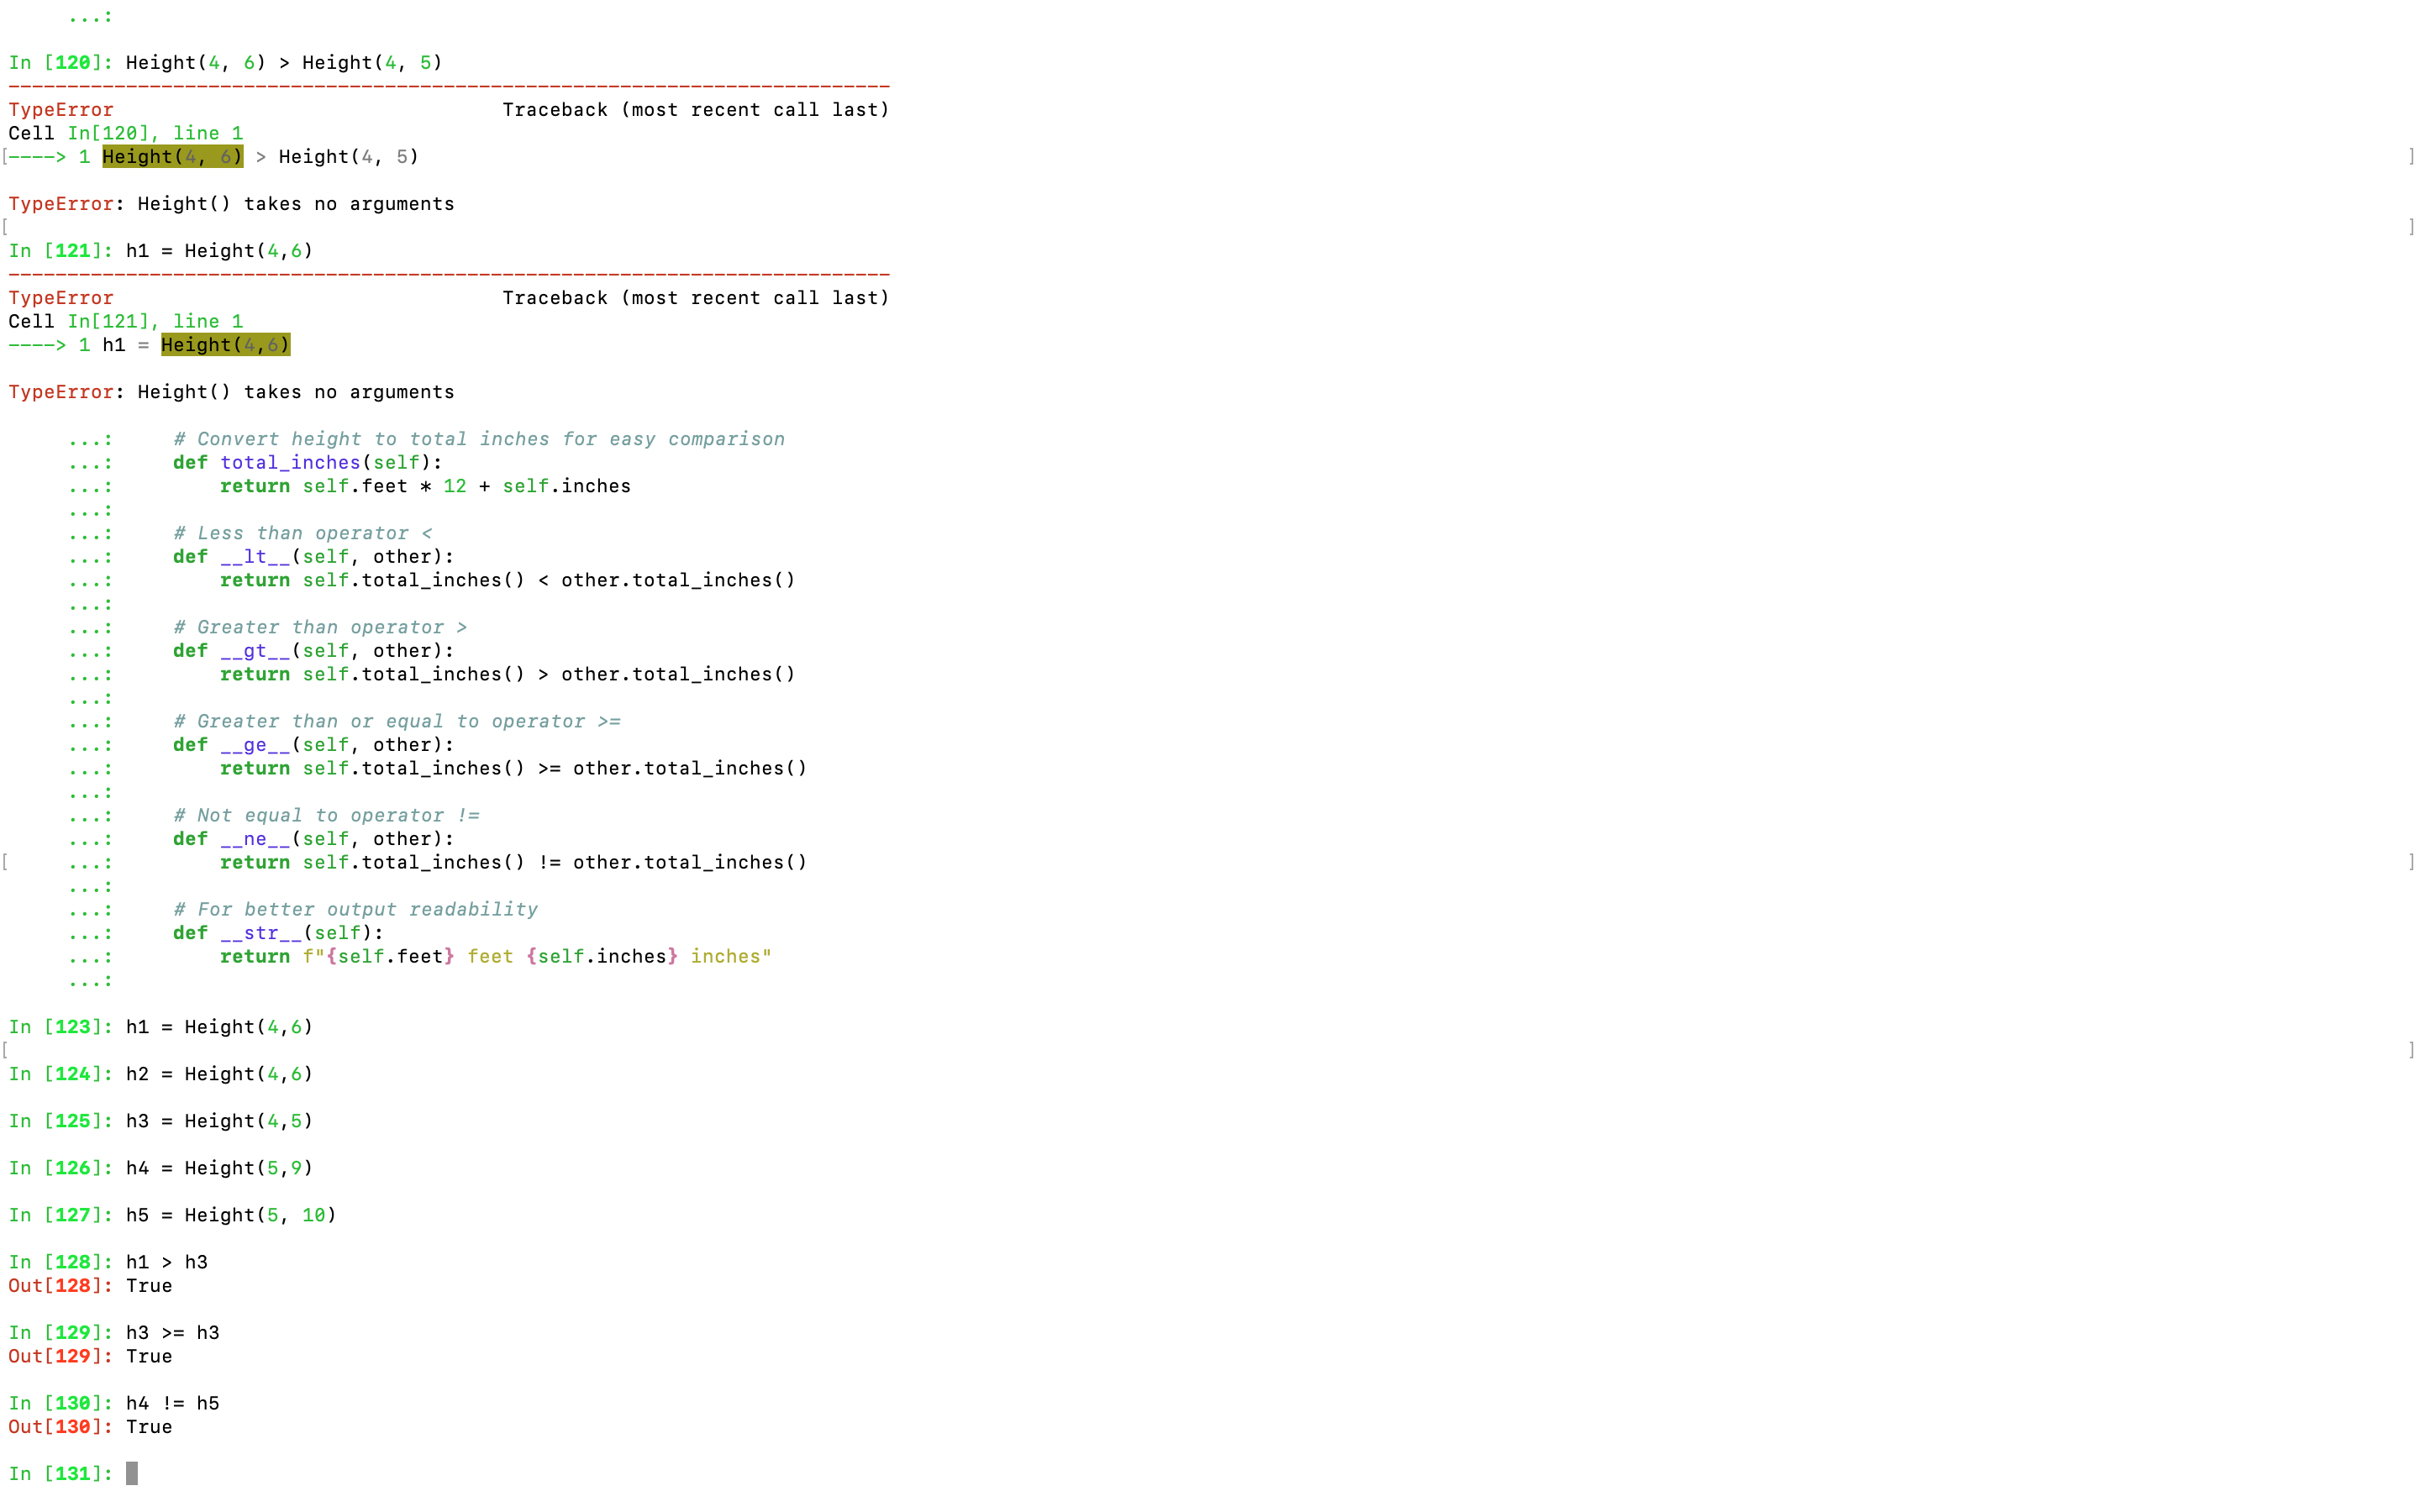 ...:
In [120]: Height(4, 6) > Height(4, 5)
---------------------------------------------------------------------------
TypeError                                 Traceback (most recent call last)
Cell In[120], line 1
[----> 1 Height(4, 6) > Height(4, 5) ]
TypeError: Height() takes no arguments
[ ]
In [121]: h1 = Height(4,6)
---------------------------------------------------------------------------
TypeError                                 Traceback (most recent call last)
Cell In[121], line 1
----> 1 h1 = Height(4,6)
TypeError: Height() takes no arguments
...:     # Convert height to total inches for easy comparison
...:     def total_inches(self):
...:         return self.feet * 12 + self.inches
...:
...:     # Less than operator <
...:     def __lt__(self, other):
...:         return self.total_inches() < other.total_inches()
...:
...:     # Greater than operator >
...:     def __gt__(self, other):
...:         return self.total_inches() > other.total_inches()
...:
...:     # Greater than or equal to operator >=
...:     def __ge__(self, other):
...:         return self.total_inches() >= other.total_inches()
...:
...:     # Not equal to operator !=
...:     def __ne__(self, other):
[ ...:         return self.total_inches() != other.total_inches() ]
...:
...:     # For better output readability
...:     def __str__(self):
...:         return f"{self.feet} feet {self.inches} inches"
...:
In [123]: h1 = Height(4,6)
[ ]
In [124]: h2 = Height(4,6)
In [125]: h3 = Height(4,5)
In [126]: h4 = Height(5,9)
In [127]: h5 = Height(5, 10)
In [128]: h1 > h3
Out[128]: True
In [129]: h3 >= h3
Out[129]: True
In [130]: h4 != h5
Out[130]: True
In [131]: